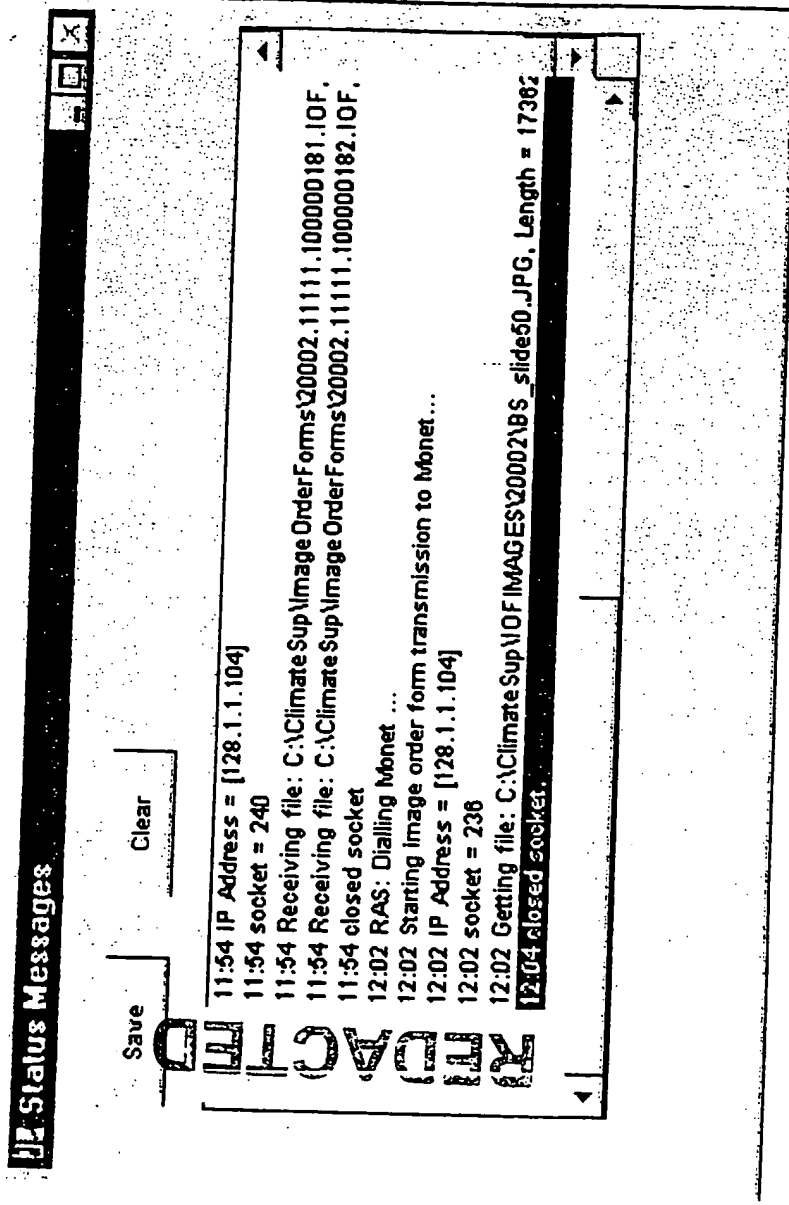 Status Messages
Save
Clear
11:54 IP Address = [128.1.1.104]
11:54 socket = 240
11:54 Receiving file: C:\ClimateSup\ImageOrderForms\20002.11111.100000181.IOF,
11:54 Receiving file: C:\ClimateSup\ImageOrderForms\20002.11111.100000182.IOF,
11:54 closed socket
12:02 RAS: Dialling Monet ...
12:02 Starting image order form transmission to Monet...
12:02 IP Address = [128.1.1.104]
12:02 socket = 236
12:02 Getting file: C:\ClimateSup\IOFIMAGES\20002\BS_slide50.JPG, Length = 17362
12:04 closed socket.
REDACTED